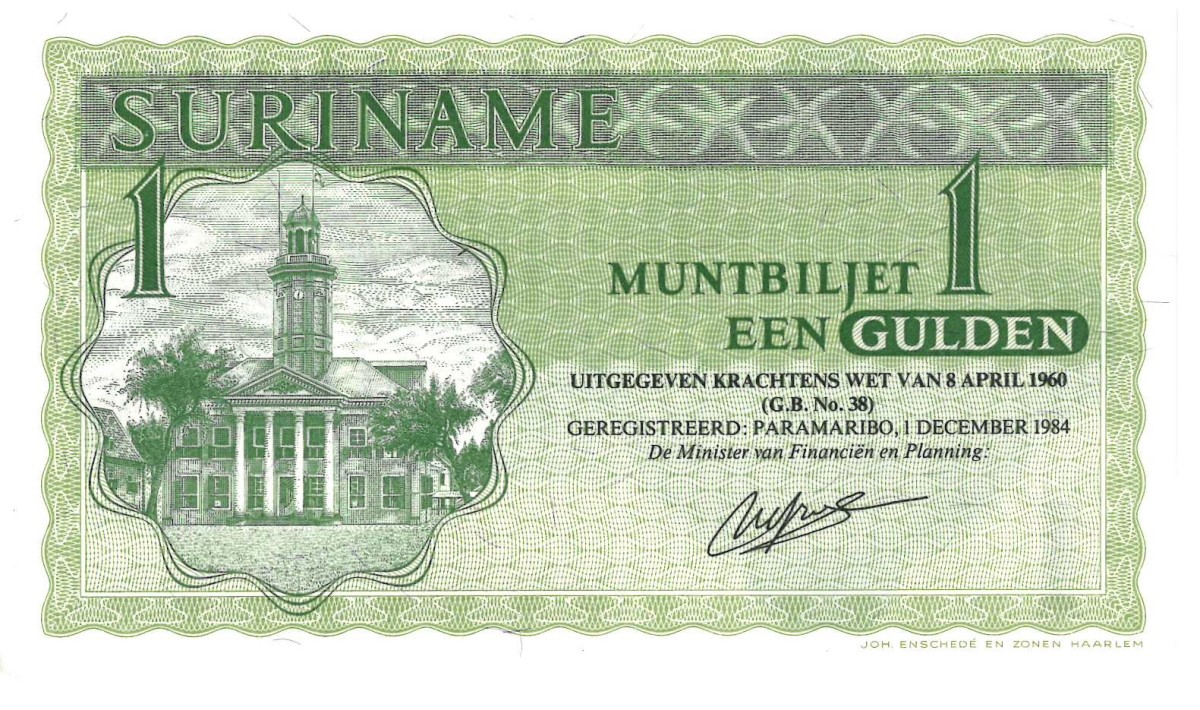 SURINAME
1
1
MUNTBILJET
EEN GULDEN
UITGEGEVEN KRACHTENS WET VAN 8 APRIL 1960
(G.B. No. 38)
GEREGISTREERD: PARAMARIBO, 1 DECEMBER 1984
De Minister van Financiën en Planning:
JOH. ENSCHEDÉ EN ZONEN HAARLEM